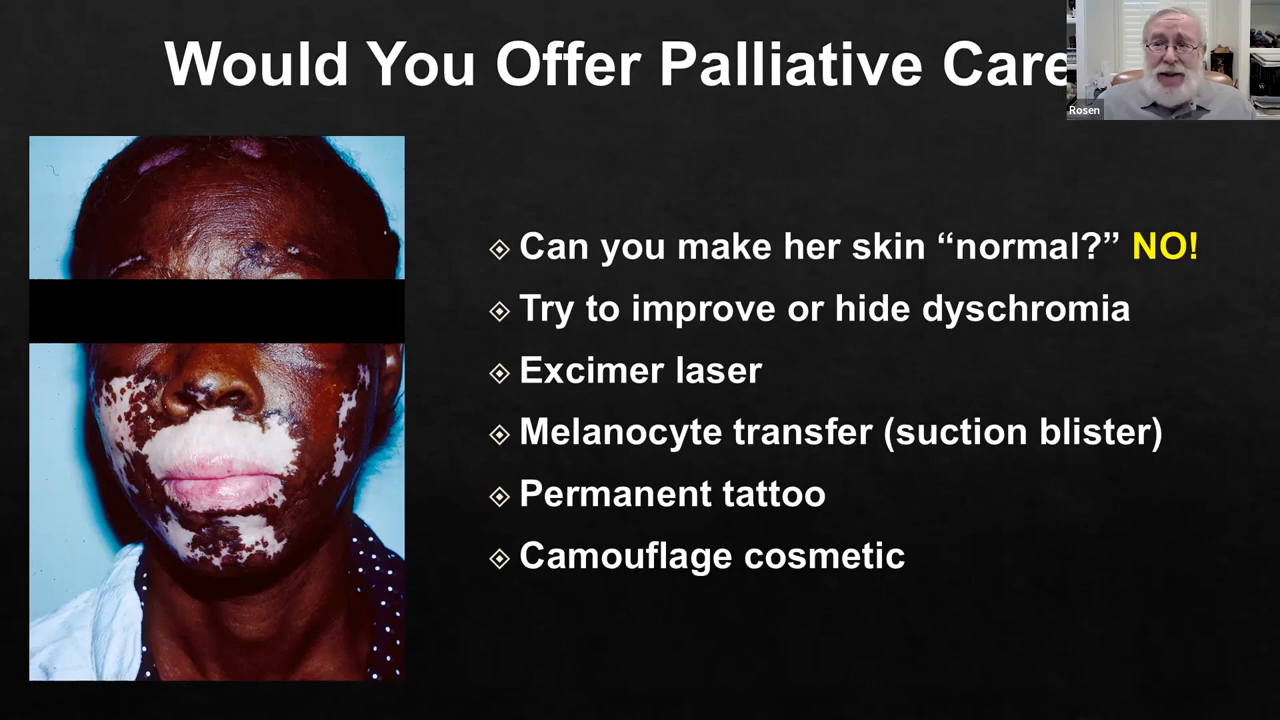 Would You Offer Palliative Care
Rosen
Can you make her skin “normal?” NO!
Try to improve or hide dyschromia
Excimer laser
Melanocyte transfer (suction blister)
Permanent tattoo
Camouflage cosmetic